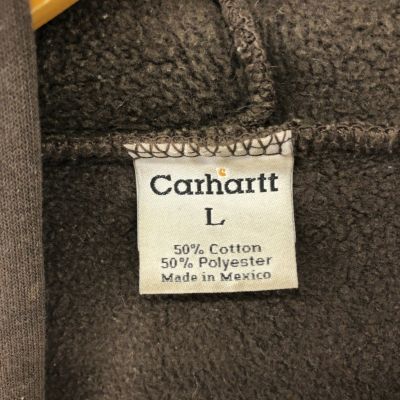 Carhartt
L
50% Cotton
50% Polyester
Made in Mexico